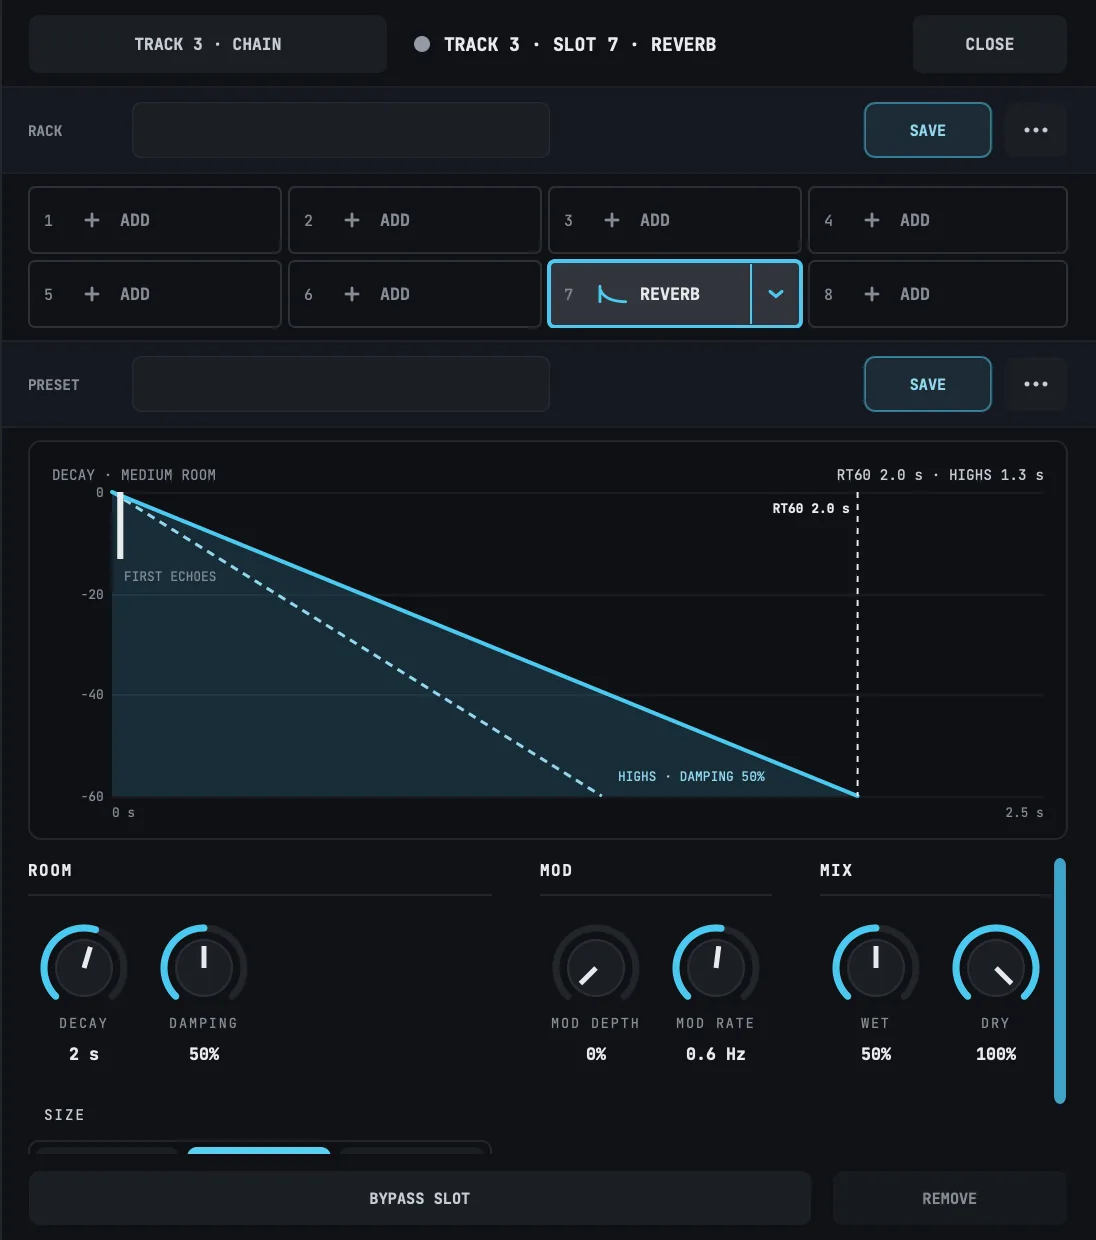 TRACK 3 · CHAIN
TRACK 3 · SLOT 7 · REVERB
CLOSE
RACK
SAVE
1 + ADD
2 + ADD
3 + ADD
4 + ADD
5 + ADD
6 + ADD
7 REVERB
8 + ADD
PRESET
SAVE
DECAY · MEDIUM ROOM
RT60 2.0 s · HIGHS 1.3 s
0
RT60 2.0 s
FIRST ECHOES
-20
-40
HIGHS · DAMPING 50%
-60
0 s
2.5 s
ROOM
MOD
MIX
DECAY
DAMPING
MOD DEPTH
MOD RATE
WET
DRY
2 s
50%
0%
0.6 Hz
50%
100%
SIZE
BYPASS SLOT
REMOVE